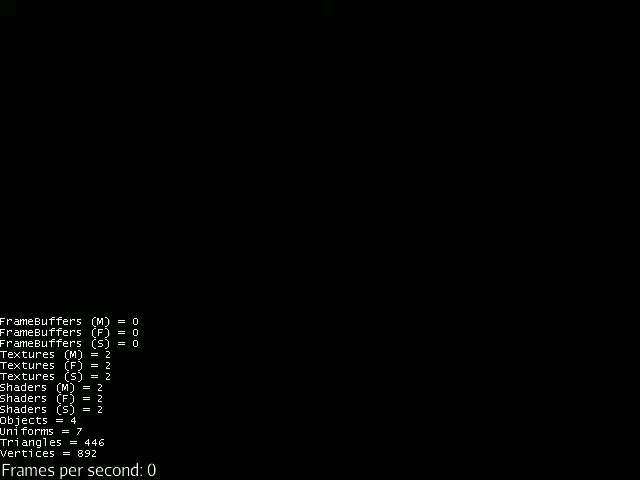 FrameBuffers (M) = 0
FrameBuffers (F) = 0
FrameBuffers (S) = 0
Textures (M) = 2
Textures (F) = 2
Textures (S) = 2
Shaders (M) = 2
Shaders (F) = 2
Shaders (S) = 2
Objects = 4
Uniforms = 7
Triangles = 446
Vertices = 892
Frames per second: 0